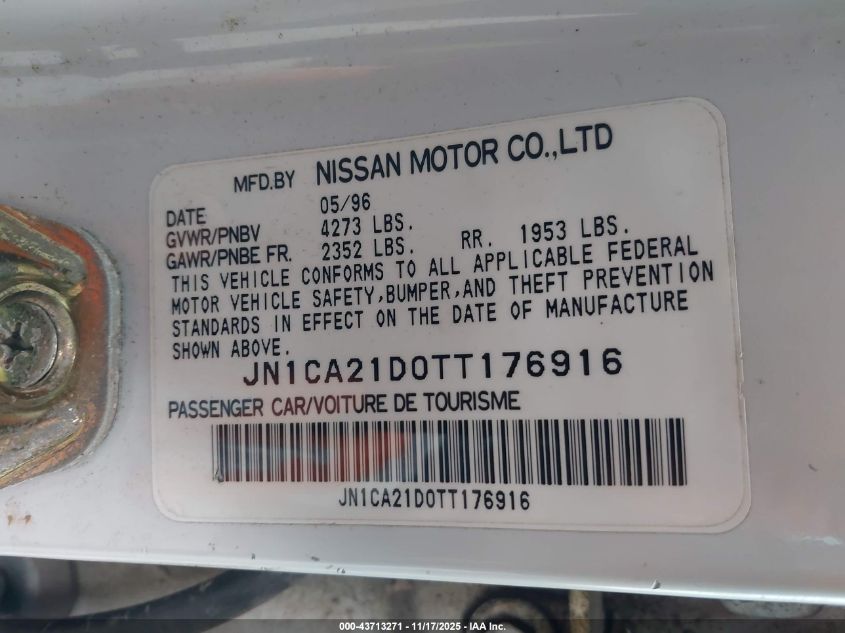 MFD.BY NISSAN MOTOR CO.,LTD
DATE 05/96
GVWR/PNBV 4273 LBS.
GAWR/PNBE FR. 2352 LBS. RR. 1953 LBS.
THIS VEHICLE CONFORMS TO ALL APPLICABLE FEDERAL
MOTOR VEHICLE SAFETY,BUMPER,AND THEFT PREVENTION
STANDARDS IN EFFECT ON THE DATE OF MANUFACTURE
SHOWN ABOVE.
JN1CA21D0TT176916
PASSENGER CAR/VOITURE DE TOURISME
JN1CA21D0TT176916
000-43713271 - 11/17/2025 - IAA Inc.